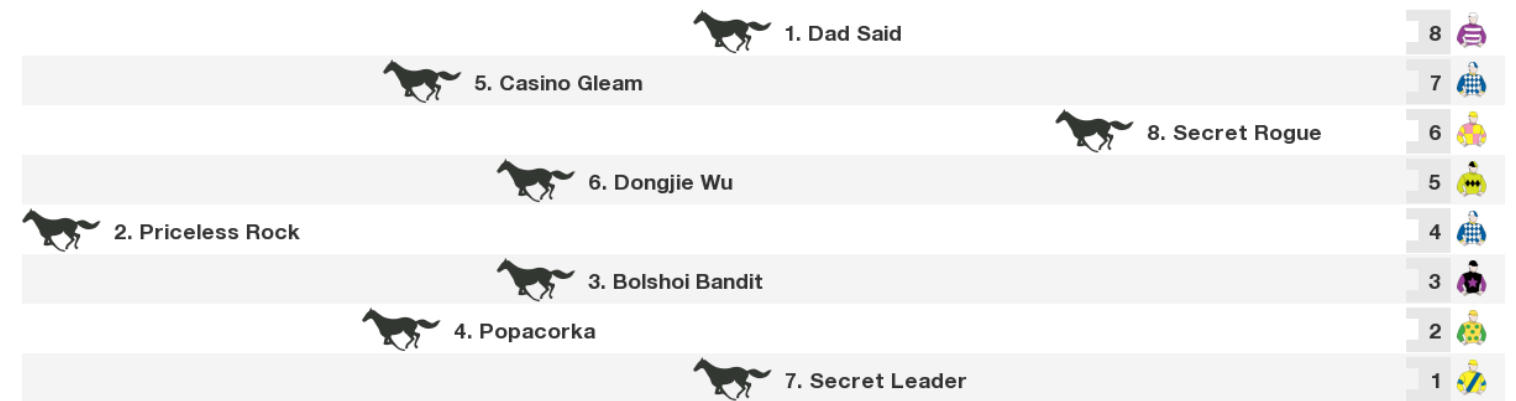 1. Dad Said 8
5. Casino Gleam 7
8. Secret Rogue 6
6. Dongjie Wu 5
2. Priceless Rock 4
3. Bolshoi Bandit 3
4. Popacorka 2
7. Secret Leader 1